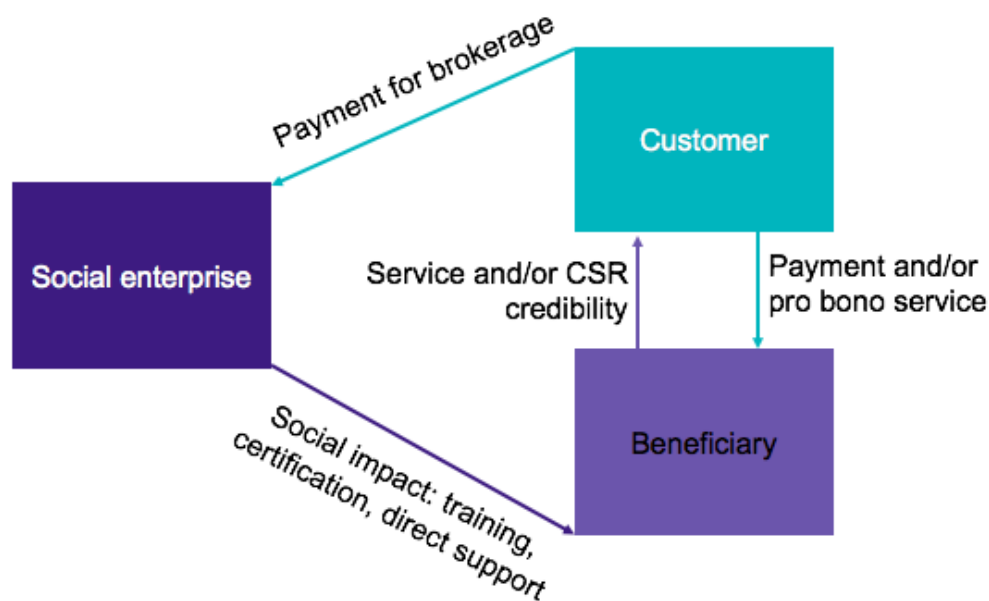 Payment for brokerage
Customer
Social enterprise
Service and/or CSR
credibility
Payment and/or
pro bono service
Social impact: training,
certification, direct support
Beneficiary